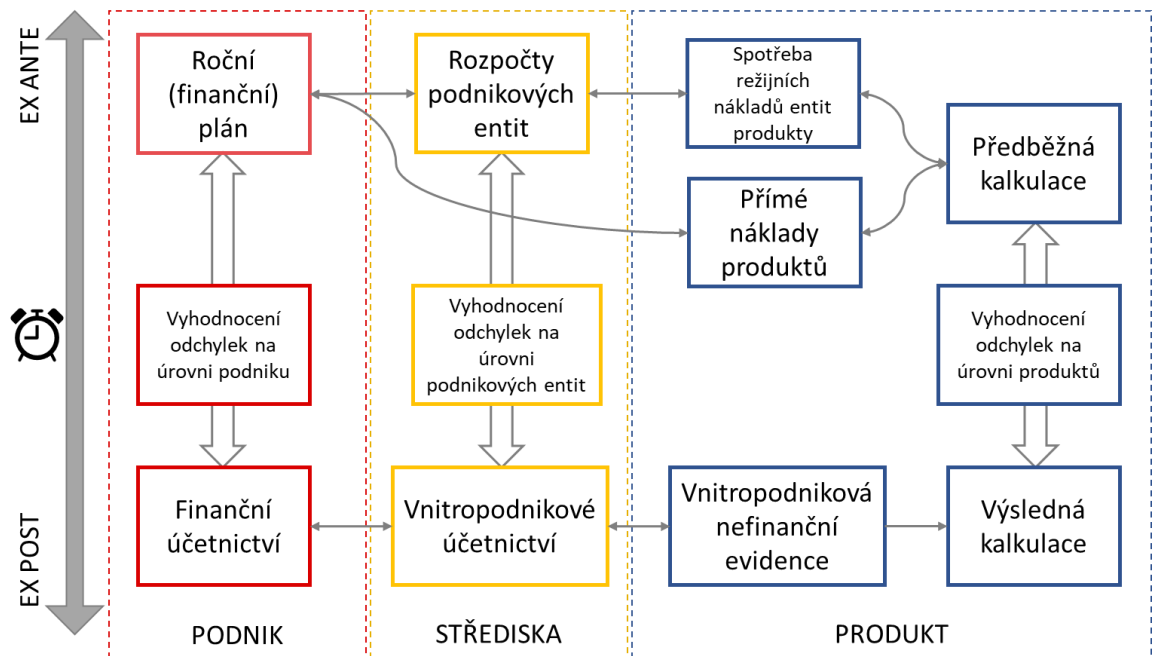 EX ANTE
Roční
(finanční)
plán
Rozpočty
podnikových
entit
Spotřeba
režijních
nákladů entit
produkty
Předběžná
kalkulace
Přímé
náklady
produktů
Vyhodnocení
odchylek na
úrovni podniku
Vyhodnocení
odchylek na
úrovni
podnikových entit
Vyhodnocení
odchylek na
úrovni produktů
EX POST
Finanční
účetnictví
Vnitropodnikové
účetnictví
Vnitropodniková
nefinanční
evidence
Výsledná
kalkulace
PODNIK
STŘEDISKA
PRODUKT